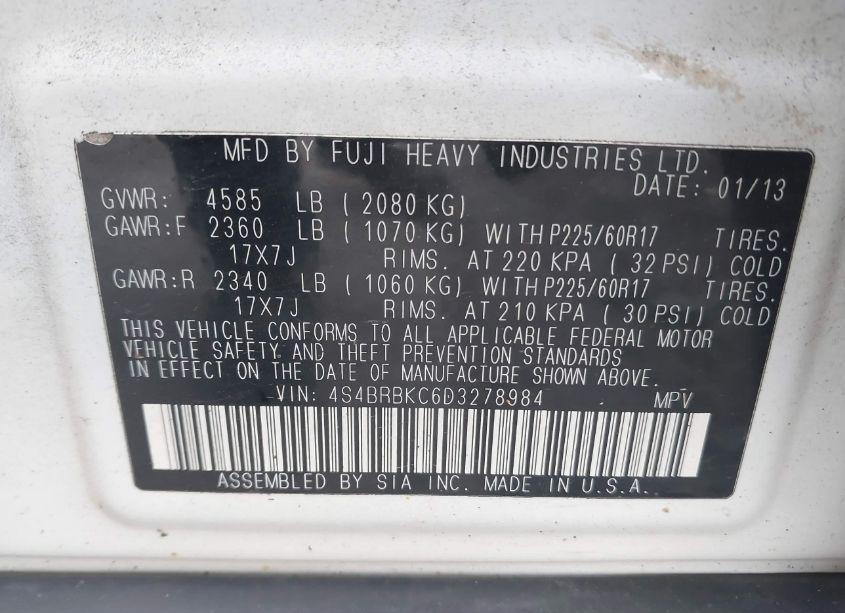 MFD BY FUJI HEAVY INDUSTRIES LTD.
DATE: 01/13
GVWR: 4585 LB ( 2080 KG)
GAWR:F 2360 LB ( 1070 KG) WITH P225/60R17 TIRES.
17X7J RIMS. AT 220 KPA ( 32 PSI) COLD
GAWR:R 2340 LB ( 1060 KG) WITH P225/60R17 TIRES.
17X7J RIMS. AT 210 KPA ( 30 PSI) COLD
THIS VEHICLE CONFORMS TO ALL APPLICABLE FEDERAL MOTOR
VEHICLE SAFETY AND THEFT PREVENTION STANDARDS
IN EFFECT ON THE DATE OF MANUFACTURE SHOWN ABOVE.
VIN: 4S4BRBKC6D3278984 MPV
ASSEMBLED BY SIA INC. MADE IN U.S.A.